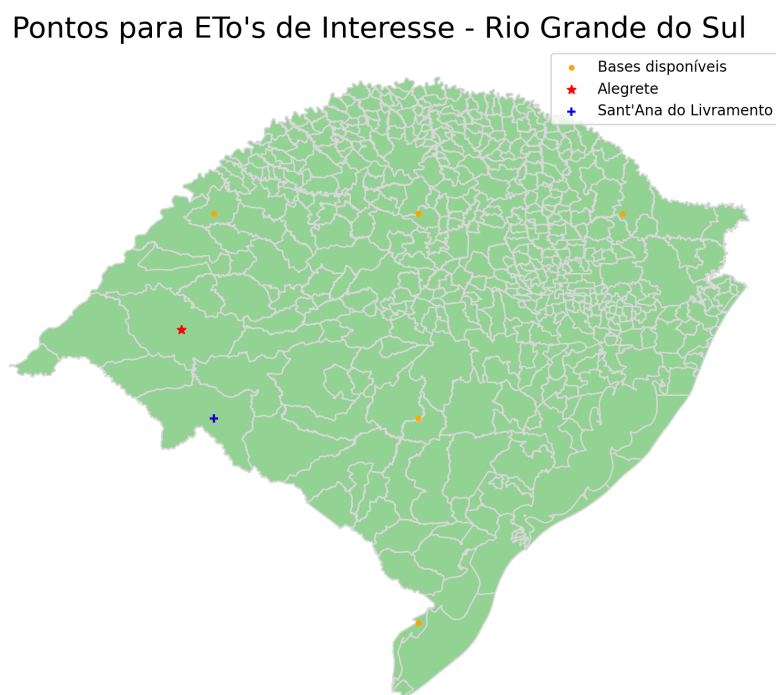 Pontos para ETo's de Interesse - Rio Grande do Sul
Bases disponíveis
Alegrete
Sant'Ana do Livramento